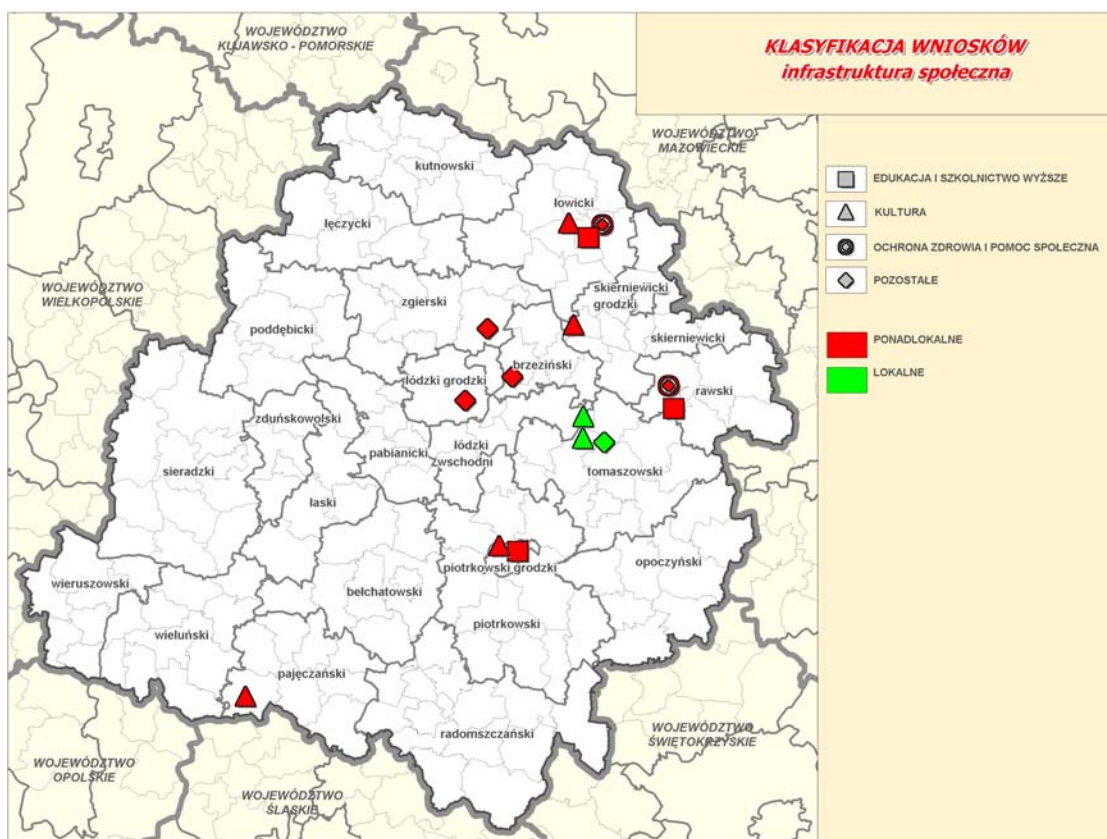 KLASYFIKACJA WNIOSKÓW
infrastruktura społeczna
WOJEWÓDZTWO
KUJAWSKO - POMORSKIE
WOJEWÓDZTWO
MAZOWIECKIE
EDUKACJA I SZKOLNICTWO WYŻSZE
KULTURA
OCHRONA ZDROWIA I POMOC SPOŁECZNA
POZOSTAŁE
PONADLOKALNE
LOKALNE
kutnowski
łowicki
łęczycki
WOJEWÓDZTWO
WIELKOPOLSKIE
zgierski
skierniewicki
grodzki
poddębicki
skierniewicki
brzeziński
łódzki grodzki
rawski
zduńskowolski
łódzki
wschodni
pabianicki
sieradzki
tomaszowski
łaski
piotrkowski grodzki
opoczyński
wieruszowski
bełchatowski
piotrkowski
wieluński
pajęczański
radomszczański
WOJEWÓDZTWO
ŚWIĘTOKRZYSKIE
WOJEWÓDZTWO
OPOLSKIE
WOJEWÓDZTWO
ŚLĄSKIE